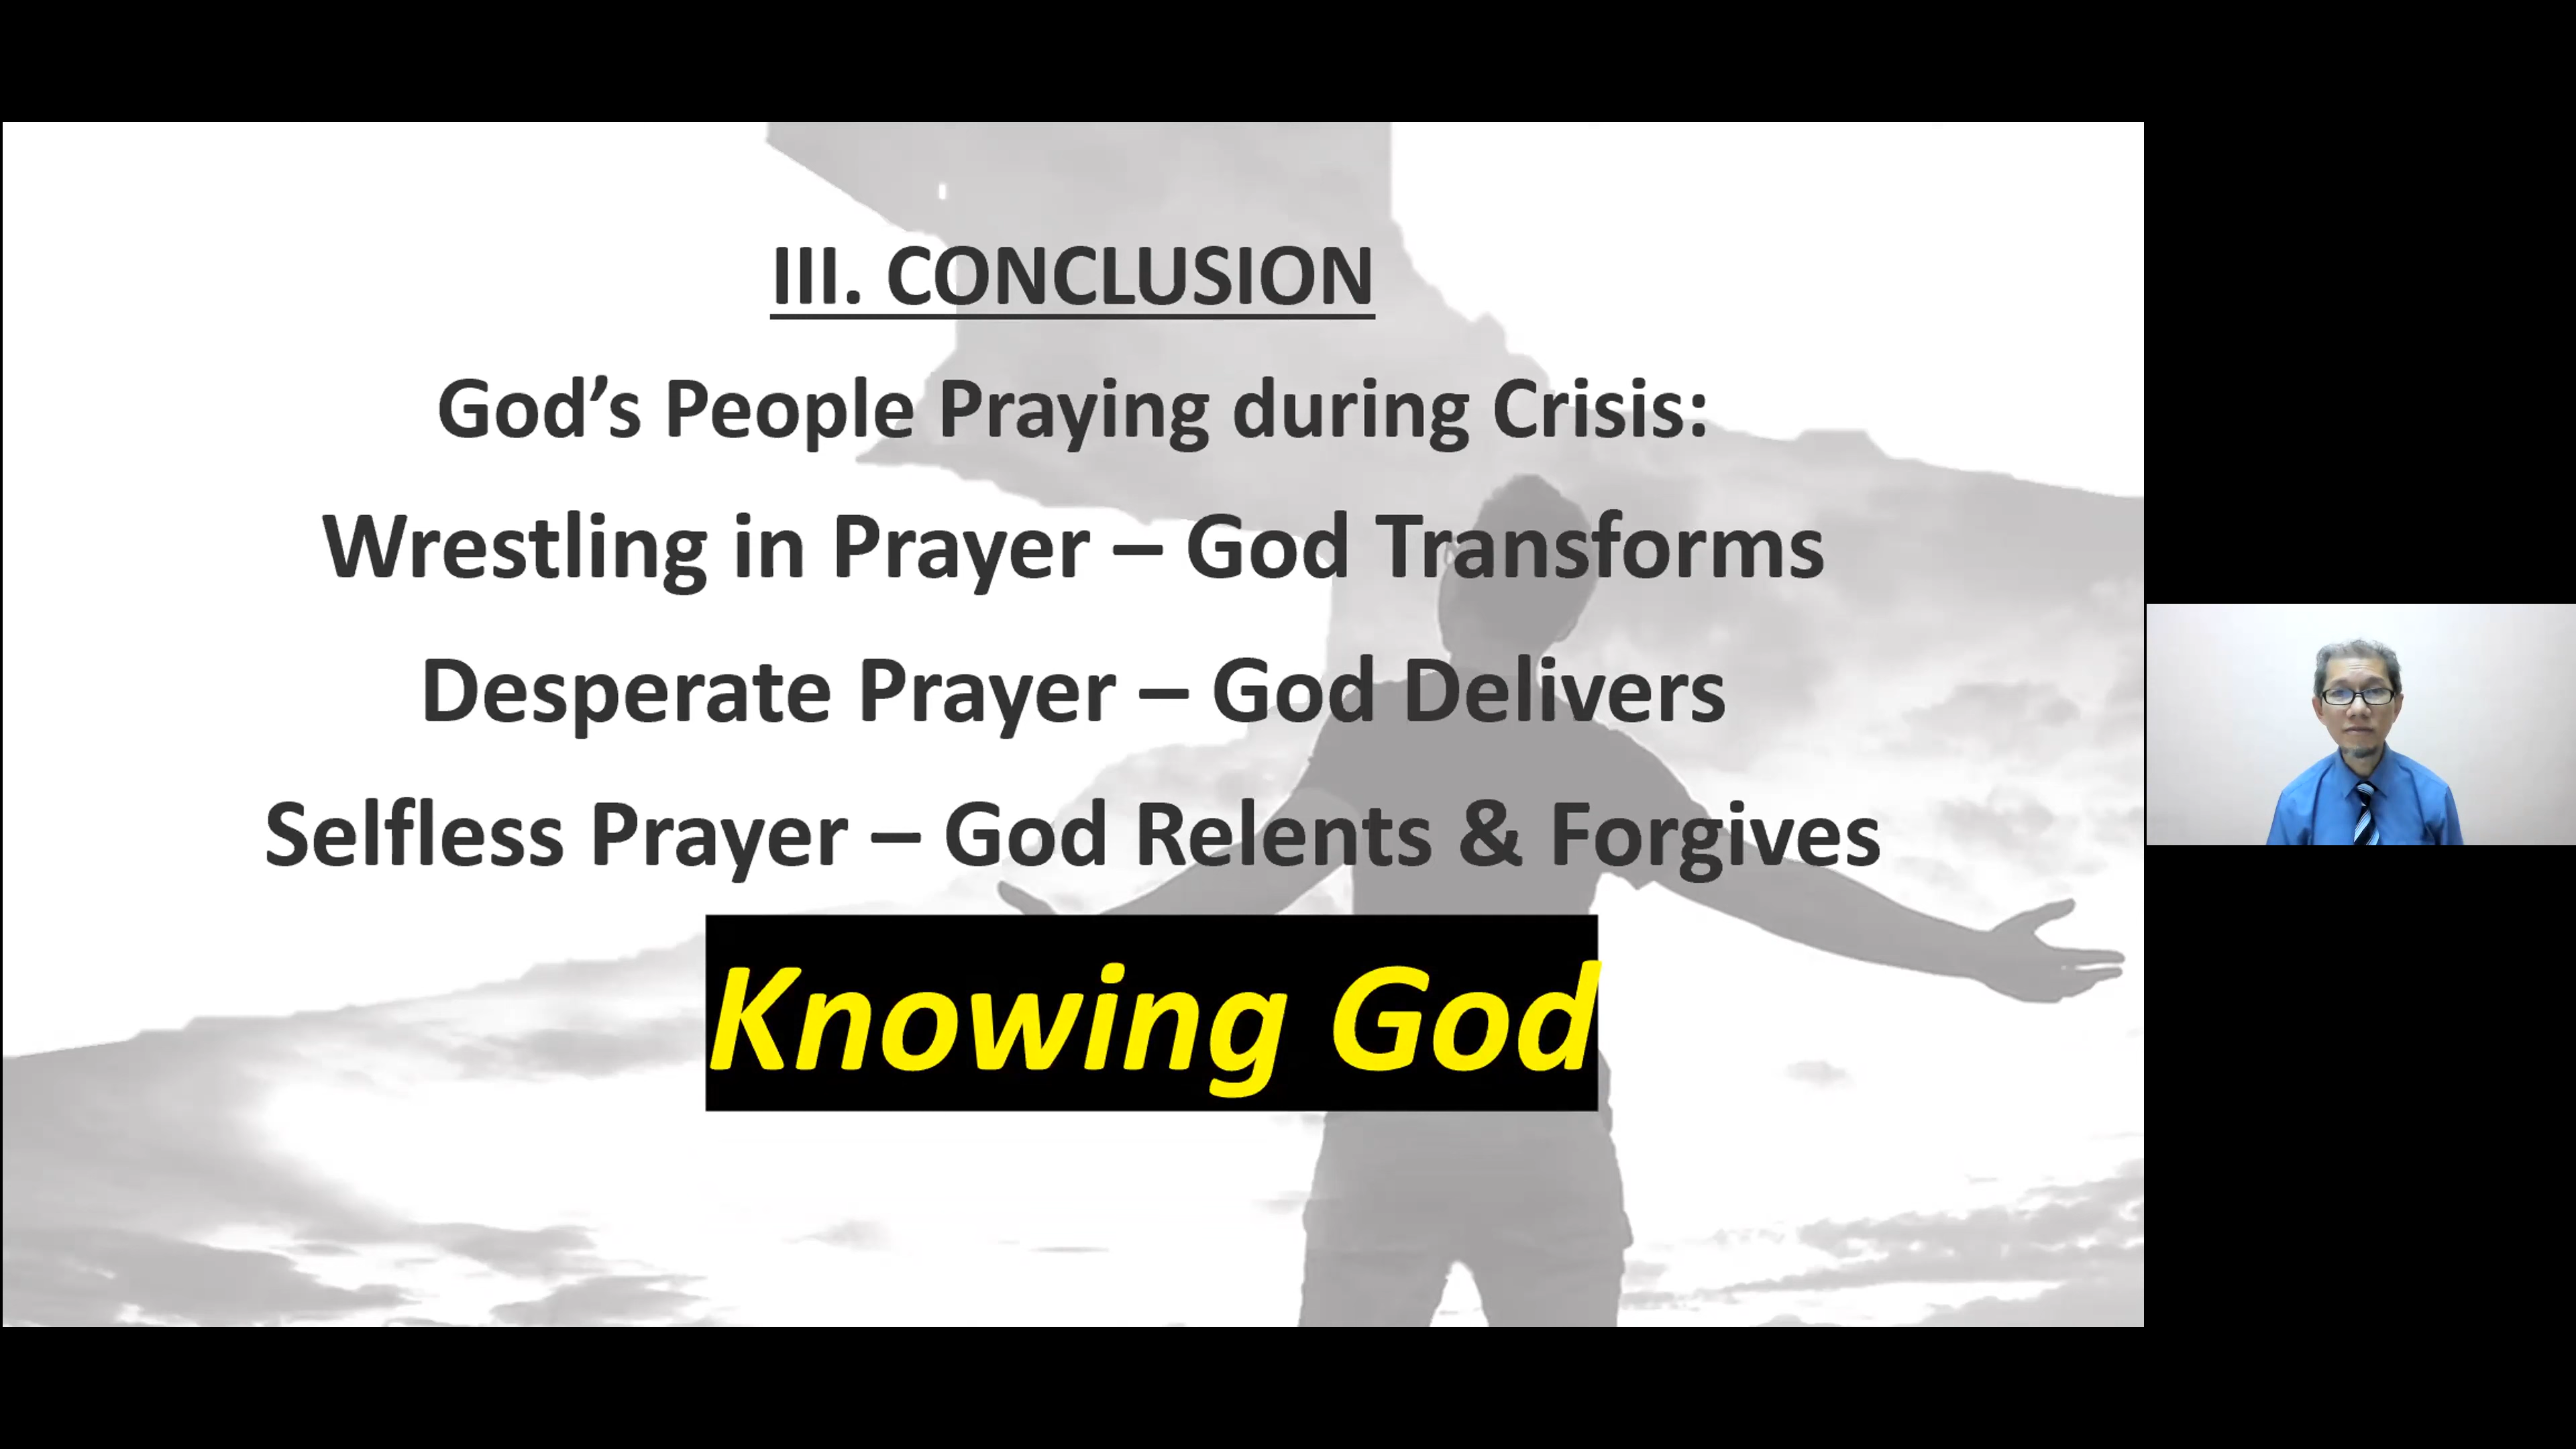 III. CONCLUSION
God’s People Praying during Crisis:
Wrestling in Prayer – God Transforms
Desperate Prayer – God Delivers
Selfless Prayer – God Relents & Forgives
Knowing God